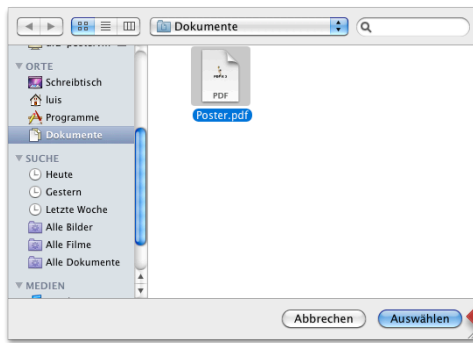 Dokumente
ORTE
Schreibtisch
luis
Programme
Dokumente
SUCHE
Heute
Gestern
Letzte Woche
Alle Bilder
Alle Filme
Alle Dokumente
MEDIEN
PDF
Poster.pdf
Abbrechen
Auswählen